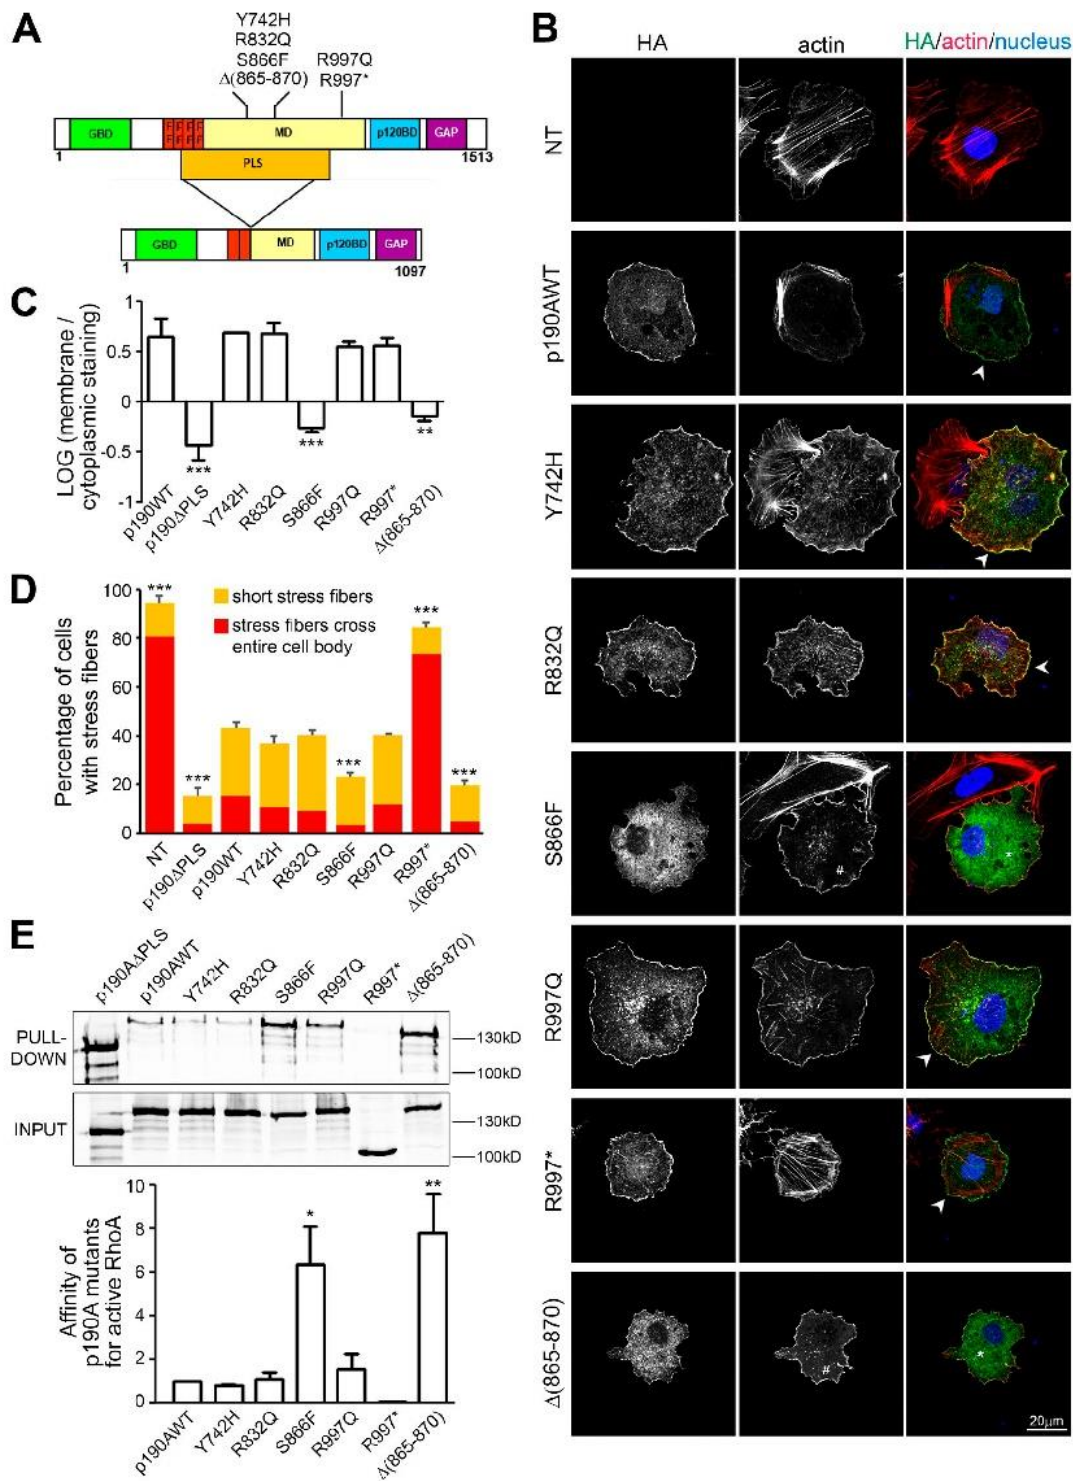 A
Y742H
R832Q
S866F
Δ(865-870)
R997Q
R997*
GBD
F F F F
F F F F
MD
p120BD
GAP
1
1513
PLS
GBD
MD
p120BD
GAP
1
1097
C
LOG (membrane /
cytoplasmic staining)
1
0.5
0
-0.5
-1
***
***
**
p190WT
p190ΔPLS
Y742H
R832Q
S866F
R997Q
R997*
Δ(865-870)
D
Percentage of cells
with stress fibers
100
80
60
40
20
0
short stress fibers
stress fibers cross
entire cell body
***
***
***
***
***
NT
p190ΔPLS
p190WT
Y742H
R832Q
S866F
R997Q
R997*
Δ(865-870)
E
p190AΔPLS
p190AWT
Y742H
R832Q
S866F
R997Q
R997*
Δ(865-870)
PULL-
DOWN
130kD
100kD
INPUT
130kD
100kD
Affinity of
p190A mutants
for active RhoA
10
8
6
4
2
0
*
**
p190AWT
Y742H
R832Q
S866F
R997Q
R997*
Δ(865-870)
B
HA
actin
HA/actin/nucleus
NT
p190AWT
Y742H
R832Q
S866F
#
*
R997Q
R997*
Δ(865-870)
#
*
20µm